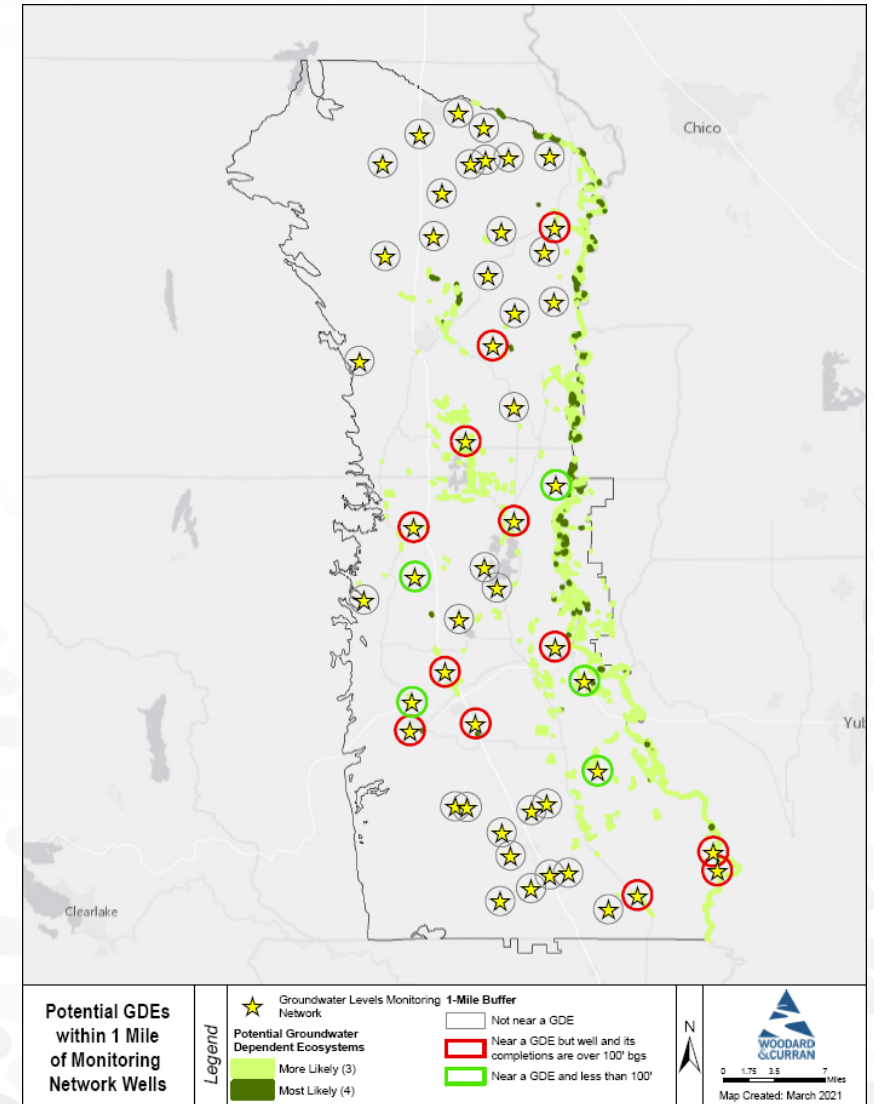 Chico
Yub
Clearlake
Potential GDEs
within 1 Mile
of Monitoring
Network Wells
Legend
Groundwater Levels Monitoring
Network
Potential Groundwater
Dependent Ecosystems
More Likely (3)
Most Likely (4)
1-Mile Buffer
Not near a GDE
Near a GDE but well and its
completions are over 100' bgs
Near a GDE and less than 100'
N
WOODARD
&CURRAN
0 1.75 3.5 7
Miles
Map Created: March 2021